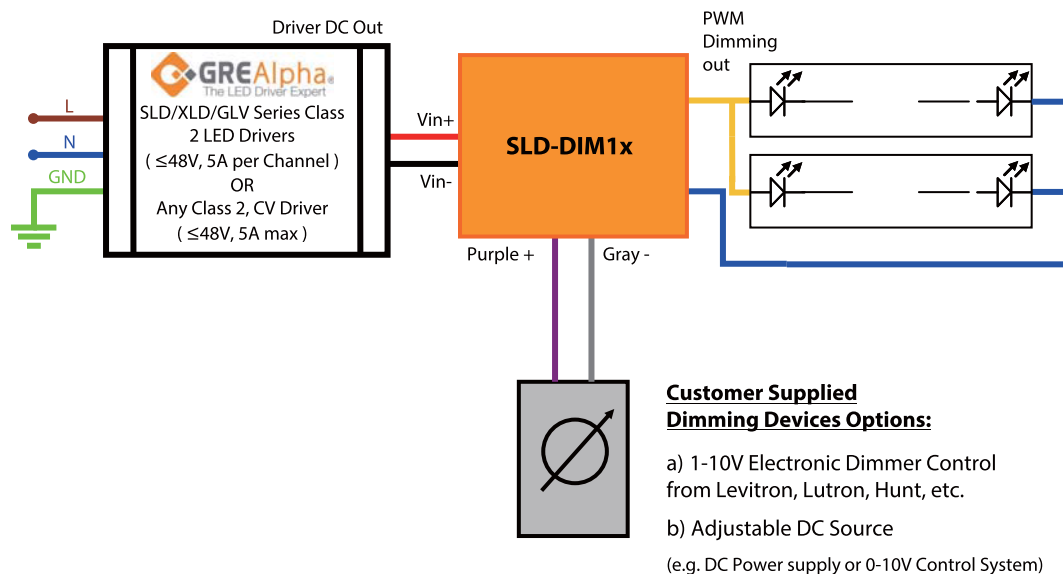 Driver DC Out
L
N
GND
GREAlpha®
The LED Driver Expert
SLD/XLD/GLV Series Class
2 LED Drivers
( ≤48V, 5A per Channel )
OR
Any Class 2, CV Driver
( ≤48V, 5A max )
Vin+
Vin-
SLD-DIM1x
PWM
Dimming
out
Purple +
Gray -
Customer Supplied
Dimming Devices Options:
a) 1-10V Electronic Dimmer Control
from Levitron, Lutron, Hunt, etc.
b) Adjustable DC Source
(e.g. DC Power supply or 0-10V Control System)